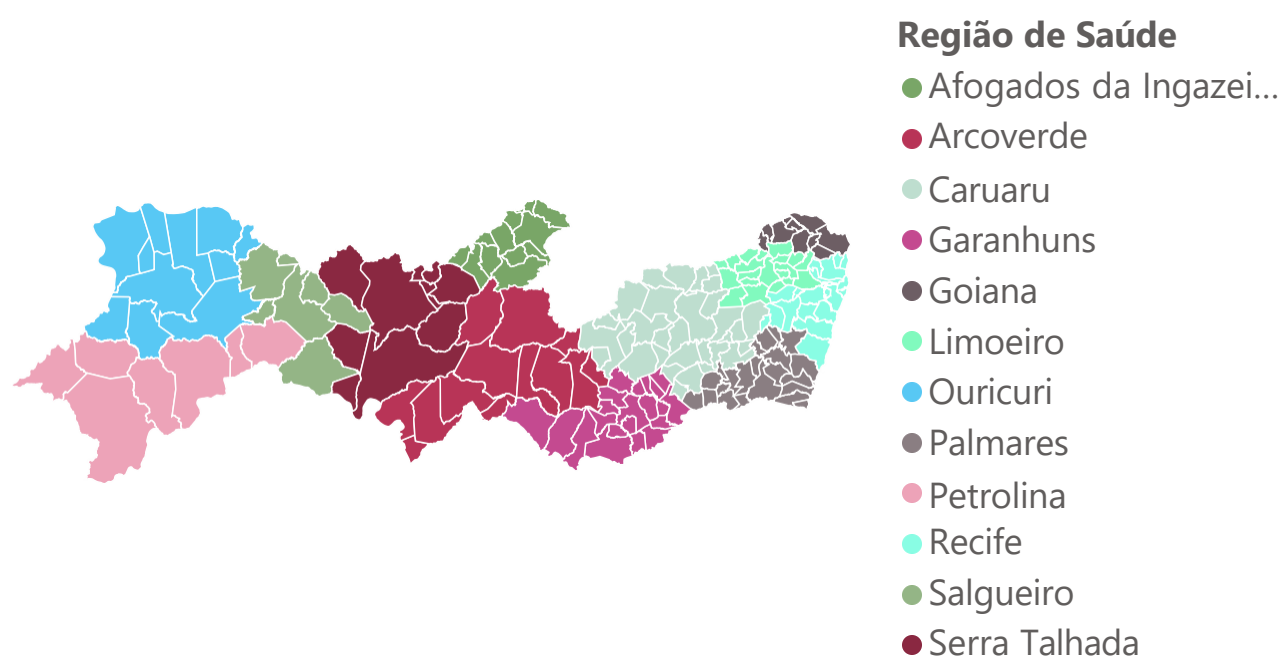 Região de Saúde
Afogados da Ingazei...
Arcoverde
Caruaru
Garanhuns
Goiana
Limoeiro
Ouricuri
Palmares
Petrolina
Recife
Salgueiro
Serra Talhada